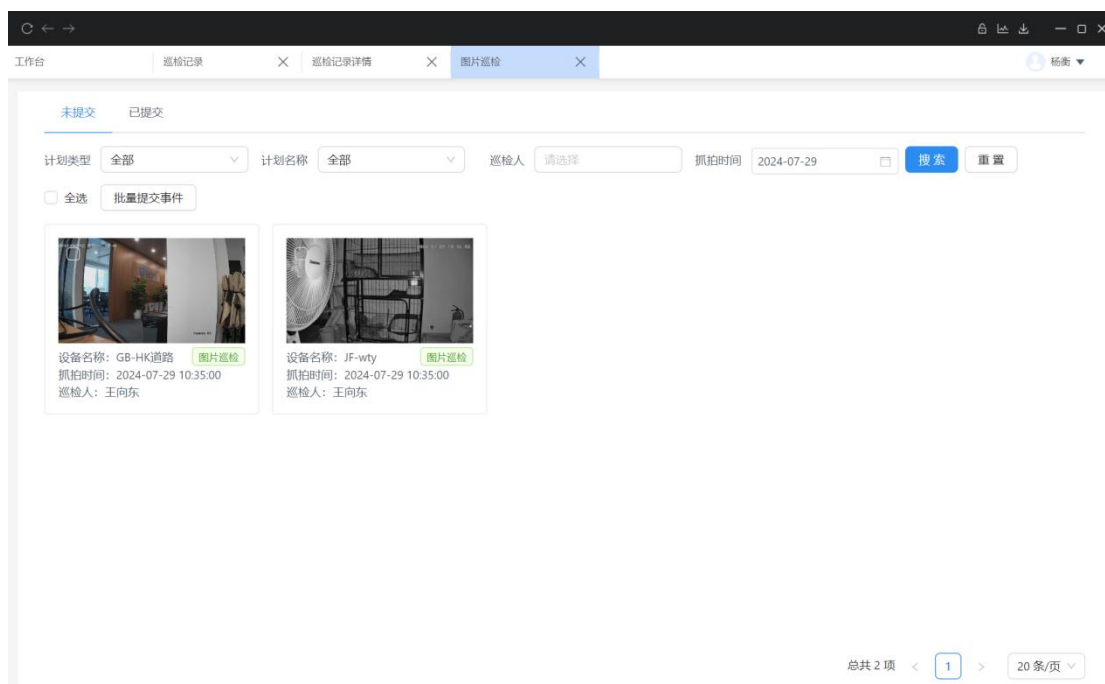 工作台 巡检记录 巡检记录详情 图片巡检 杨衡
未提交 已提交
计划类型 全部 计划名称 全部 巡检人 请选择 抓拍时间 2024-07-29 搜索 重置
全选 批量提交事件
设备名称：GB-HK道路 图片巡检
抓拍时间：2024-07-29 10:35:00
巡检人：王向东
设备名称：JF-wty 图片巡检
抓拍时间：2024-07-29 10:35:00
巡检人：王向东
总共 2 项 < 1 > 20 条/页